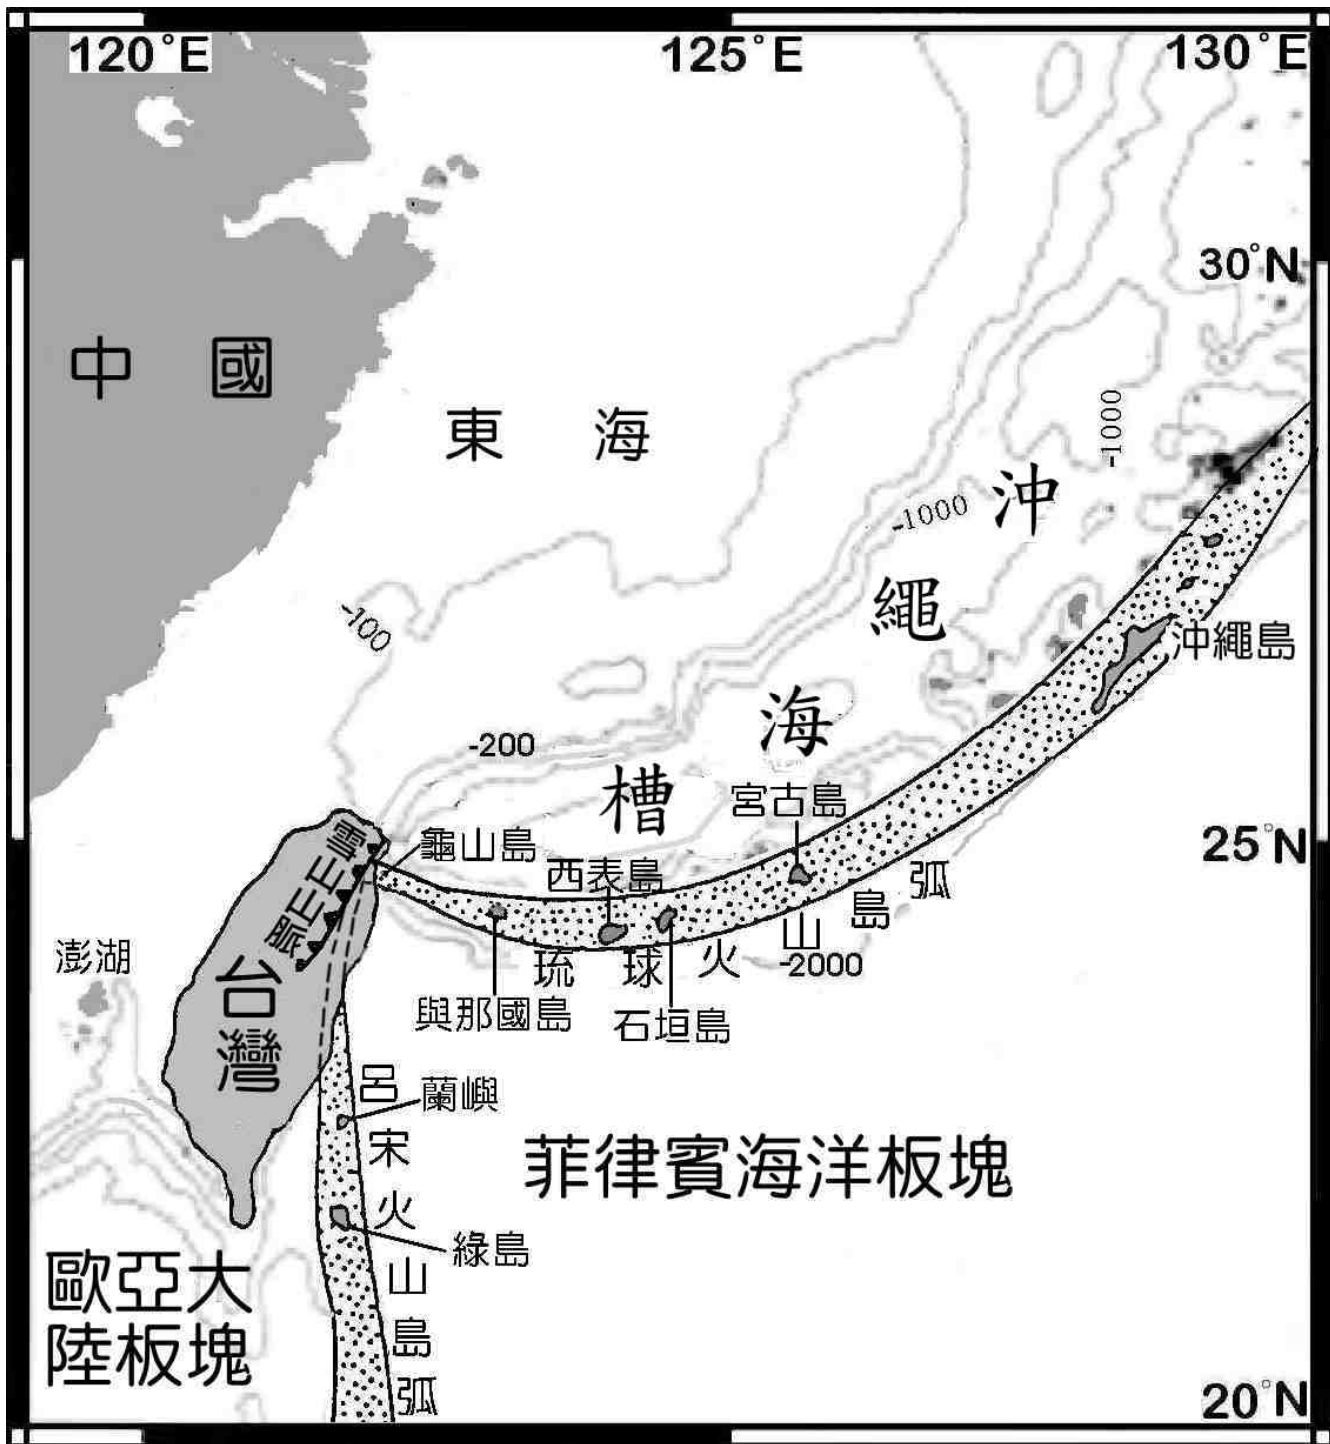 120°E
125°E
130°E
30°N
中國
東海
-1000
-1000
沖繩海槽
-100
沖繩島
-200
宮古島
25°N
龜山島
西表島
雪山山脈
琉球火山島弧
澎湖
-2000
台灣
與那國島
石垣島
呂宋火山島弧
蘭嶼
菲律賓海洋板塊
綠島
歐亞大
陸板塊
20°N